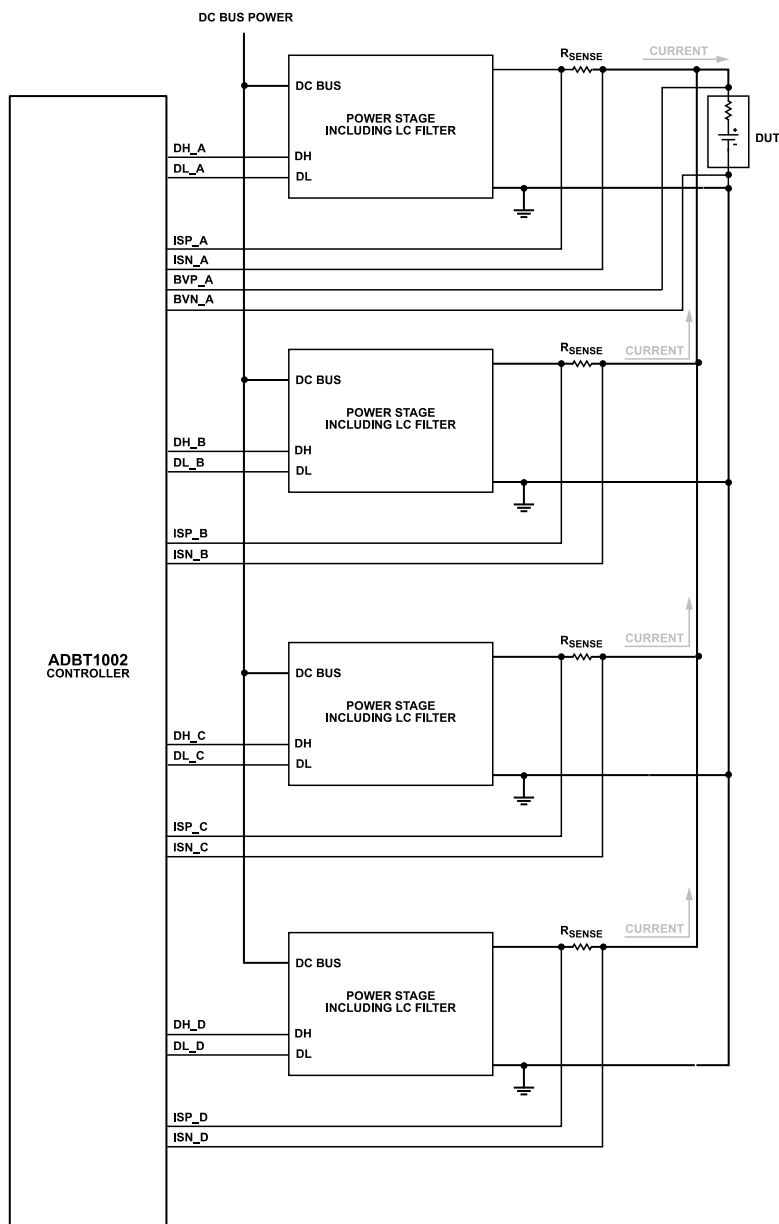 DC BUS POWER
RSENSE
CURRENT
DC BUS
POWER STAGE
INCLUDING LC FILTER
DUT
DH_A
DH
DL_A
DL
ISP_A
ISN_A
BVP_A
BVN_A
RSENSE
CURRENT
DC BUS
POWER STAGE
INCLUDING LC FILTER
DH_B
DH
DL_B
DL
ISP_B
ISN_B
RSENSE
CURRENT
ADBT1002
CONTROLLER
DC BUS
POWER STAGE
INCLUDING LC FILTER
DH_C
DH
DL_C
DL
ISP_C
ISN_C
RSENSE
CURRENT
DC BUS
POWER STAGE
INCLUDING LC FILTER
DH_D
DH
DL_D
DL
ISP_D
ISN_D